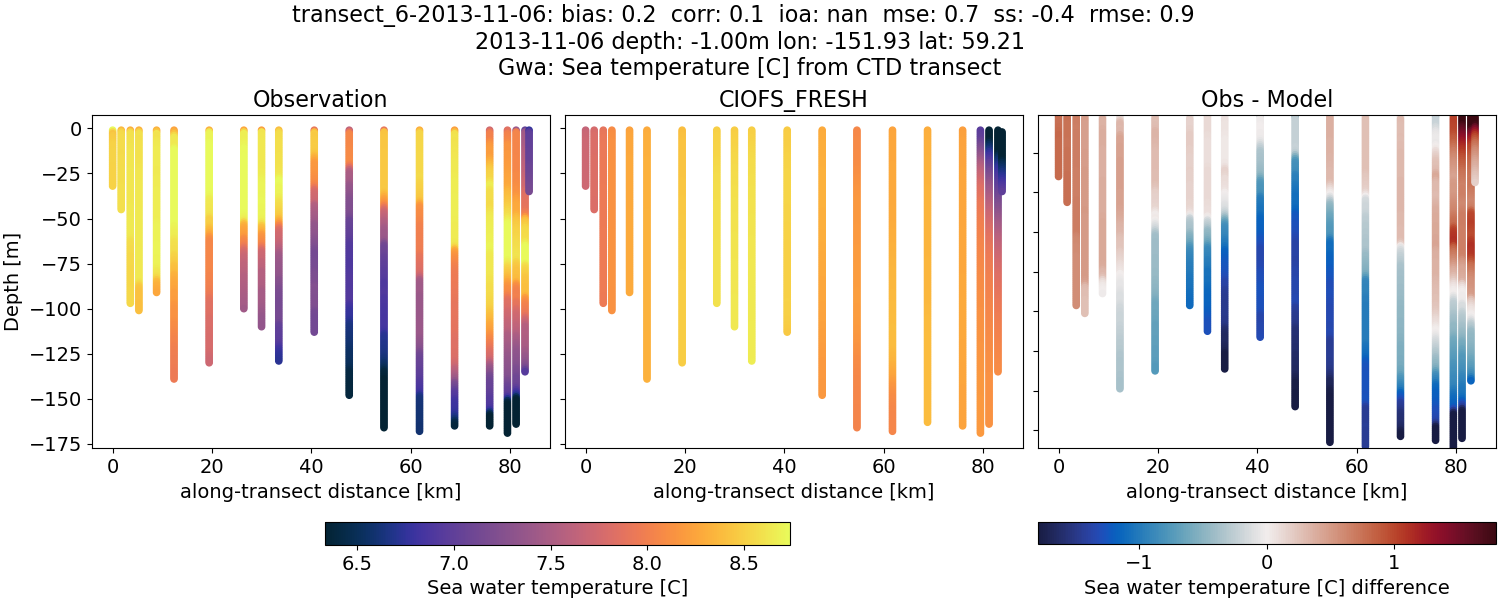 transect_6-2013-11-06: bias: 0.2  corr: 0.1  ioa: nan  mse: 0.7  ss: -0.4  rmse: 0.9
2013-11-06 depth: -1.00m lon: -151.93 lat: 59.21
Gwa: Sea temperature [C] from CTD transect
Observation
CIOFS_FRESH
Obs - Model
Depth [m]
0
−25
−50
−75
−100
−125
−150
−175
0 20 40 60 80
0 20 40 60 80
0 20 40 60 80
along-transect distance [km]
along-transect distance [km]
along-transect distance [km]
6.5 7.0 7.5 8.0 8.5
Sea water temperature [C]
−1 0 1
Sea water temperature [C] difference